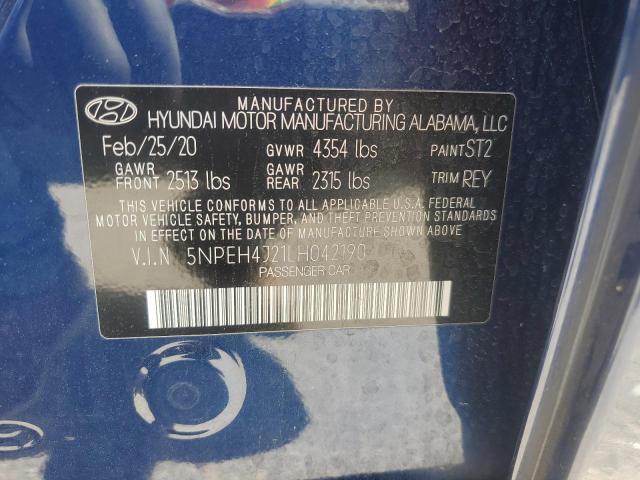 MANUFACTURED BY
HYUNDAI MOTOR MANUFACTURING ALABAMA, LLC
Feb/25/20 GVWR 4354 lbs PAINT ST2
GAWR FRONT 2513 lbs GAWR REAR 2315 lbs TRIM REY
THIS VEHICLE CONFORMS TO ALL APPLICABLE U.S.A. FEDERAL
MOTOR VEHICLE SAFETY, BUMPER, AND THEFT PREVENTION
STANDARDS IN EFFECT ON THE DATE OF MANUFACTURE SHOWN ABOVE.
V.I.N 5NPEH4J21LH042190
PASSENGER CAR